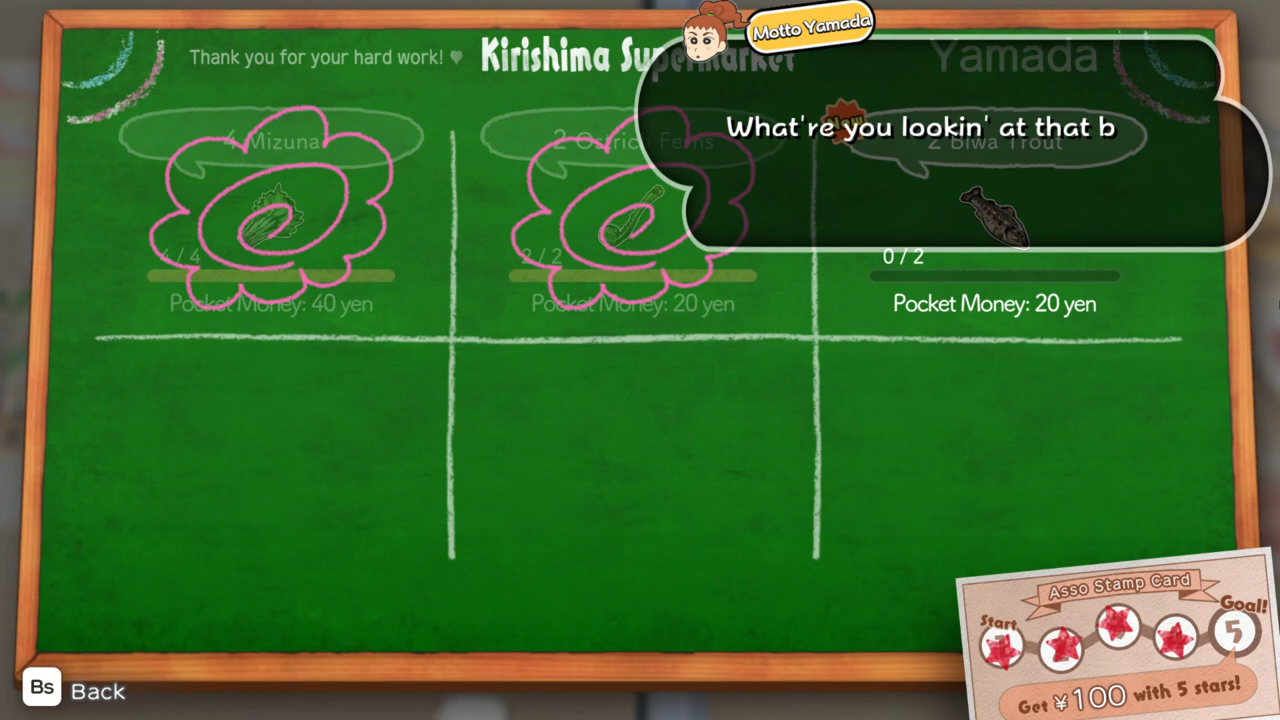 Motto Yamada
What're you lookin' at that b
Thank you for your hard work! ♥
Kirishima Supermarket
Yamada
4 Mizuna
2 Ostrich Ferns
New
2 Biwa Trout
4 / 4
2 / 2
0 / 2
Pocket Money: 40 yen
Pocket Money: 20 yen
Pocket Money: 20 yen
Asso Stamp Card
Start
Goal!
5
Get ¥100 with 5 stars!
Bs Back